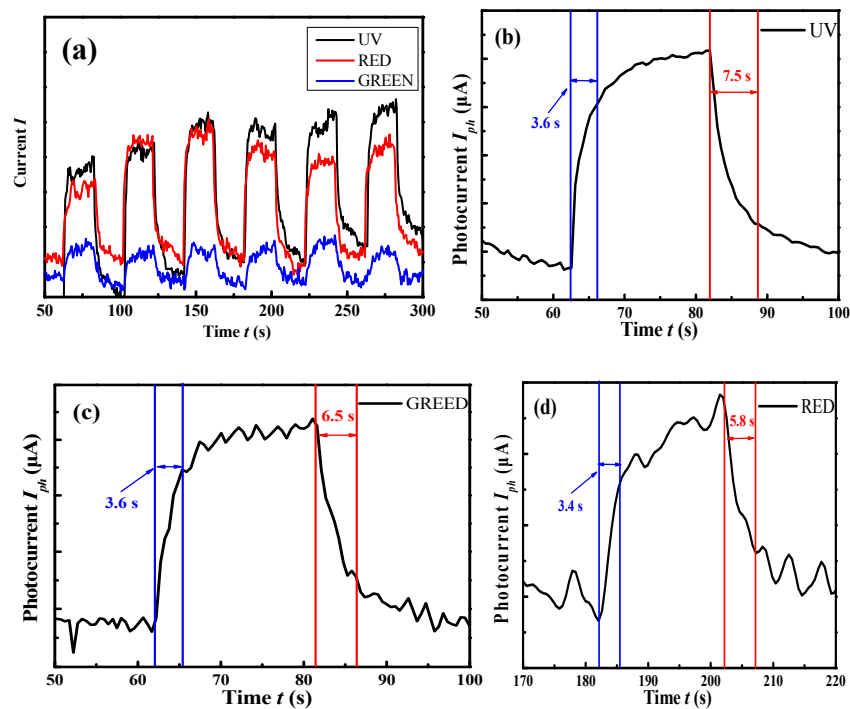 (a)
UV
RED
GREEN
Current I
50 100 150 200 250 300
Time t (s)
(b)
UV
3.6 s
7.5 s
Photocurrent I_ph (μA)
50 60 70 80 90 100
Time t (s)
(c)
GREED
3.6 s
6.5 s
Photocurrent I_ph (μA)
50 60 70 80 90 100
Time t (s)
(d)
RED
3.4 s
5.8 s
Photocurrent I_ph (μA)
170 180 190 200 210 220
Time t (s)